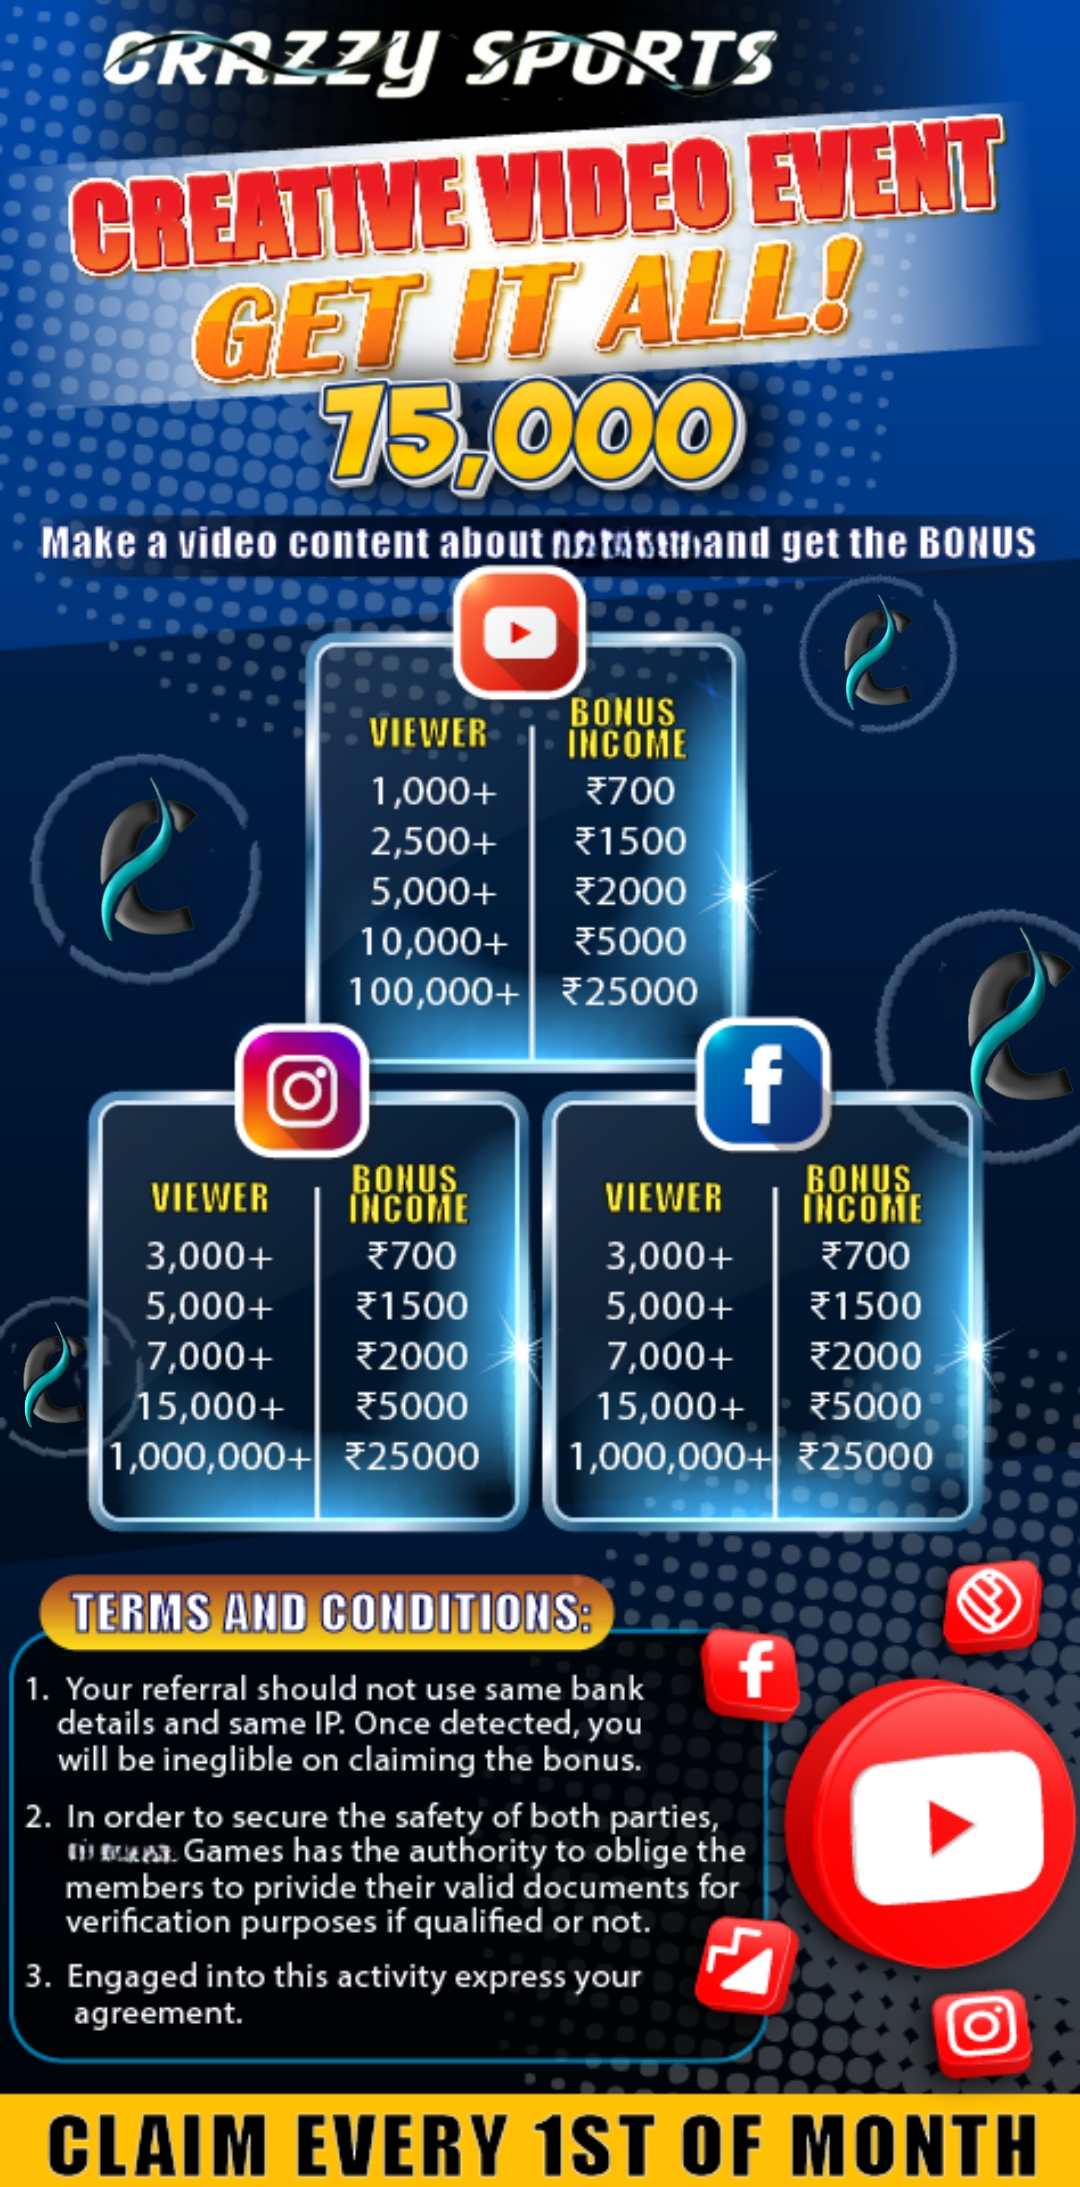 CRAZZY SPORTS
CREATIVE VIDEO EVENT
GET IT ALL!
75,000
Make a video content about and get the BONUS
VIEWER BONUS INCOME
1,000+ ₹700
2,500+ ₹1500
5,000+ ₹2000
10,000+ ₹5000
100,000+ ₹25000
VIEWER BONUS INCOME
3,000+ ₹700
5,000+ ₹1500
7,000+ ₹2000
15,000+ ₹5000
1,000,000+ ₹25000
VIEWER BONUS INCOME
3,000+ ₹700
5,000+ ₹1500
7,000+ ₹2000
15,000+ ₹5000
1,000,000+ ₹25000
TERMS AND CONDITIONS:
1. Your referral should not use same bank
details and same IP. Once detected, you
will be ineglible on claiming the bonus.
2. In order to secure the safety of both parties,
Games has the authority to oblige the
members to privide their valid documents for
verification purposes if qualified or not.
3. Engaged into this activity express your
agreement.
CLAIM EVERY 1ST OF MONTH